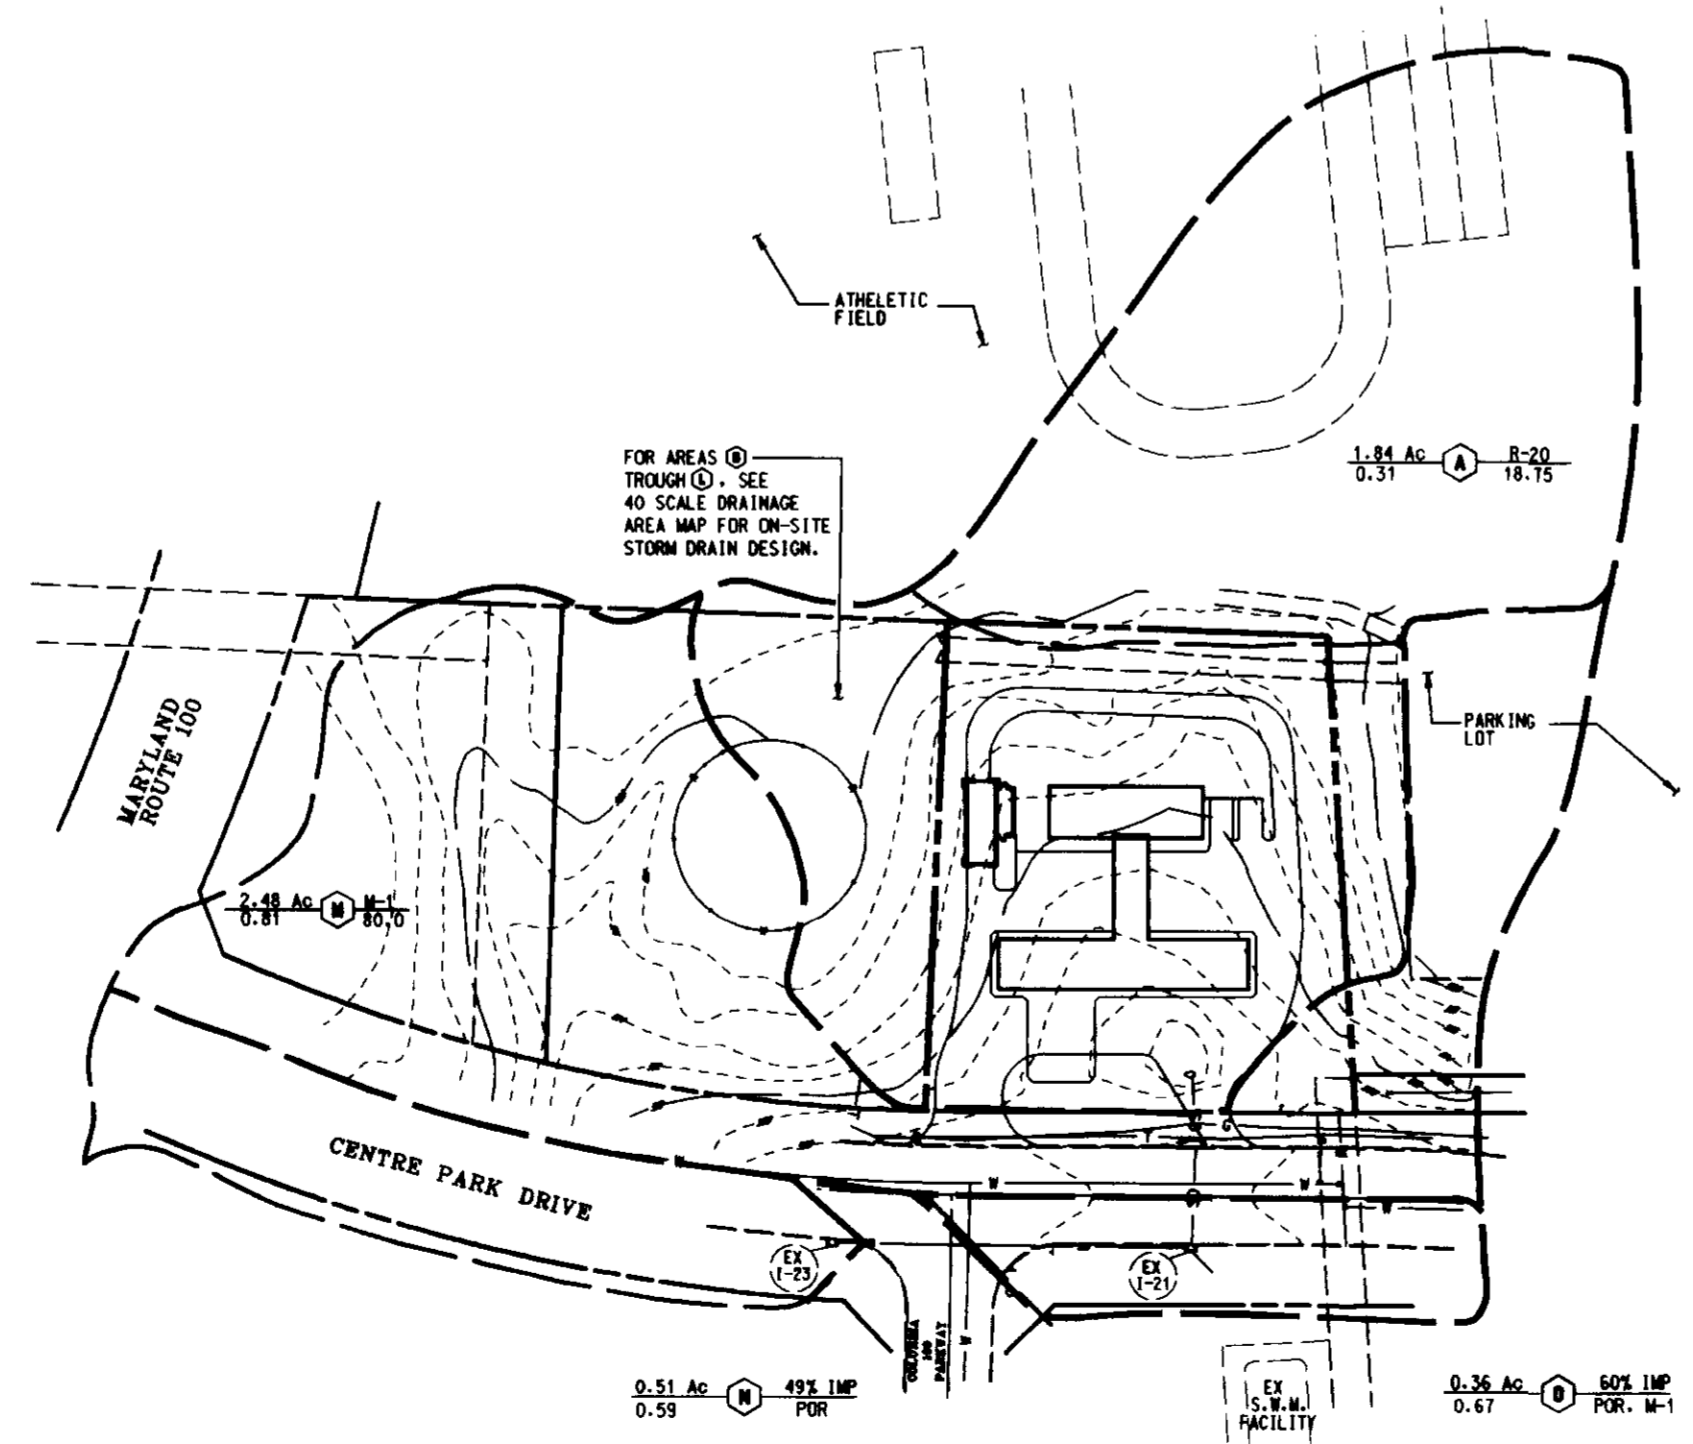 ATHELETIC
FIELD
1.84 Ac A R-20
0.31 18.75
FOR AREAS B
TROUGH L, SEE
40 SCALE DRAINAGE
AREA MAP FOR ON-SITE
STORM DRAIN DESIGN.
PARKING
LOT
MARYLAND
ROUTE 100
2.48 Ac M M-1
0.81 80.0
CENTRE PARK DRIVE
W W
W
EX
I-23
EX
I-21
COLUMBIA
100
PARKWAY
W
0.51 Ac N 49% IMP
0.59 POR
EX
S.W.M.
FACILITY
0.36 Ac O 60% IMP
0.67 POR. M-1